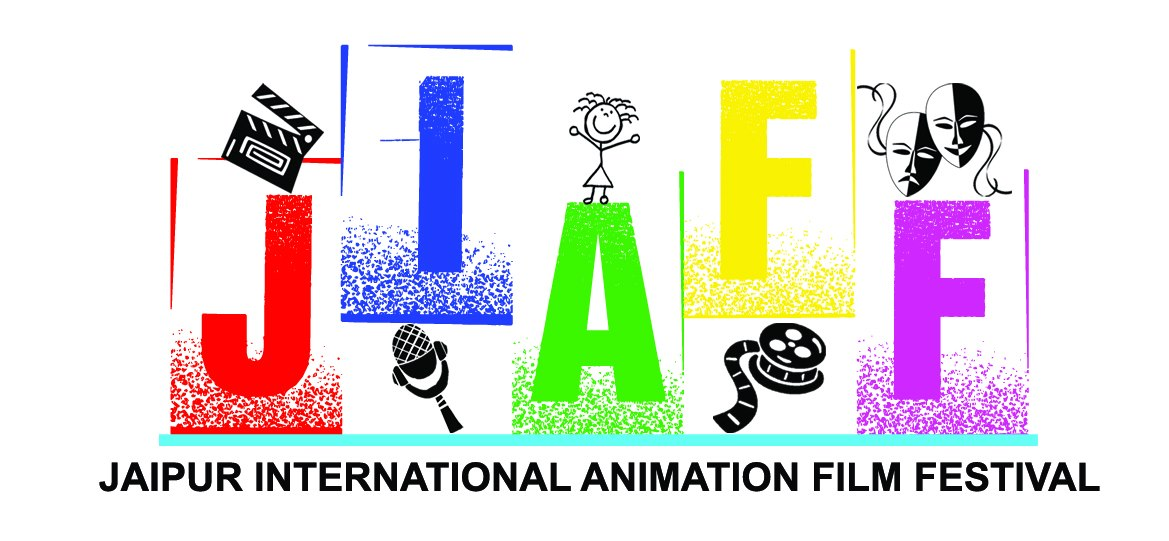 JIAFF
JAIPUR INTERNATIONAL ANIMATION FILM FESTIVAL